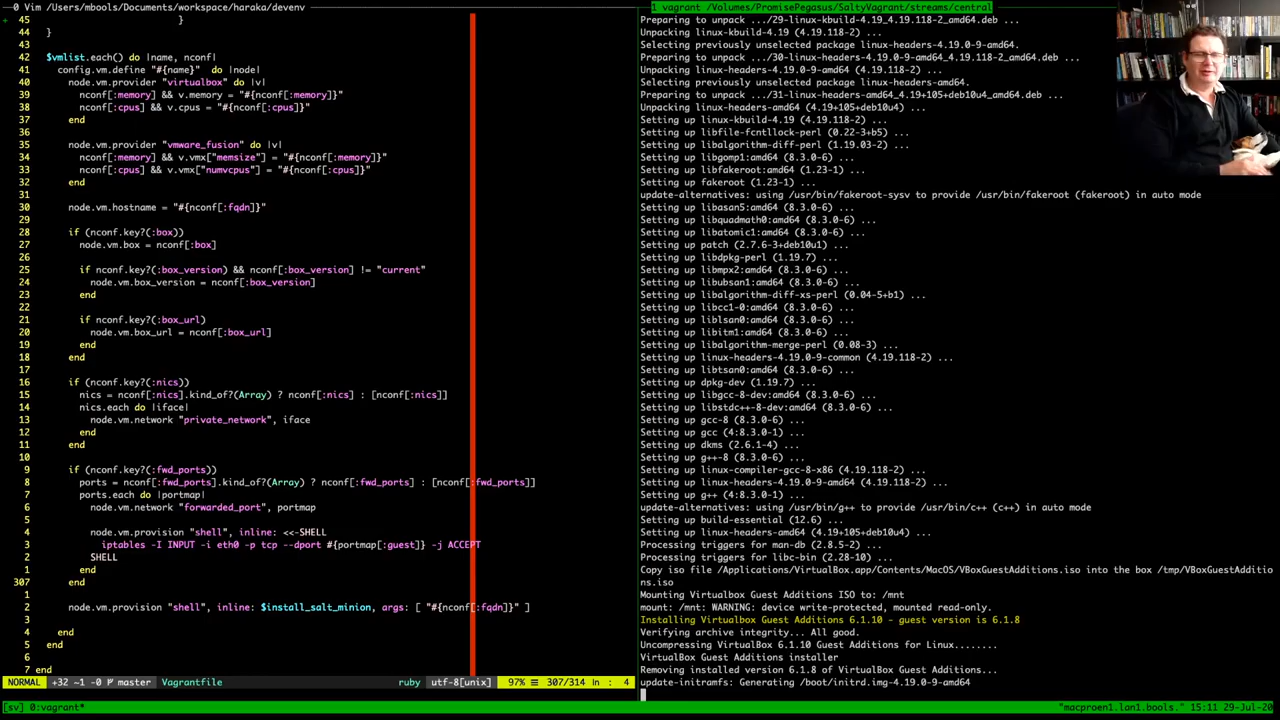 0 Vim /Users/mbools/Documents/workspace/haraka/devenv
+ 45 }
44 }
43
42 $vmlist.each() do |name, nconf|
41 config.vm.define "#{name}" do |node|
40 node.vm.provider "virtualbox" do |v|
39 nconf[:memory] && v.memory = "#{nconf[:memory]}"
38 nconf[:cpus] && v.cpus = "#{nconf[:cpus]}"
37 end
36
35 node.vm.provider "vmware_fusion" do |v|
34 nconf[:memory] && v.vmx["memsize"] = "#{nconf[:memory]}"
33 nconf[:cpus] && v.vmx["numvcpus"] = "#{nconf[:cpus]}"
32 end
31
30 node.vm.hostname = "#{nconf[:fqdn]}"
29
28 if (nconf.key?(:box))
27 node.vm.box = nconf[:box]
26
25 if nconf.key?(:box_version) && nconf[:box_version] != "current"
24 node.vm.box_version = nconf[:box_version]
23 end
22
21 if nconf.key?(:box_url)
20 node.vm.box_url = nconf[:box_url]
19 end
18 end
17
16 if (nconf.key?(:nics))
15 nics = nconf[:nics].kind_of?(Array) ? nconf[:nics] : [nconf[:nics]]
14 nics.each do |iface|
13 node.vm.network "private_network", iface
12 end
11 end
10
9 if (nconf.key?(:fwd_ports))
8 ports = nconf[:fwd_ports].kind_of?(Array) ? nconf[:fwd_ports] : [nconf[:fwd_ports]]
7 ports.each do |portmap|
6 node.vm.network "forwarded_port", portmap
5
4 node.vm.provision "shell", inline: <<-SHELL
3 iptables -I INPUT -i eth0 -p tcp --dport #{portmap[:guest]} -j ACCEPT
2 SHELL
1 end
307 end
1
2 node.vm.provision "shell", inline: $install_salt_minion, args: [ "#{nconf[:fqdn]}" ]
3
4 end
5 end
6
7 end
NORMAL +32 ~1 -0 master Vagrantfile ruby utf-8[unix] 97% ≡ 307/314 ln : 4
1 vagrant /Volumes/PromisePegasus/SaltyVagrant/streams/central
Preparing to unpack .../29-linux-kbuild-4.19_4.19.118-2_amd64.deb ...
Unpacking linux-kbuild-4.19 (4.19.118-2) ...
Selecting previously unselected package linux-headers-4.19.0-9-amd64.
Preparing to unpack .../30-linux-headers-4.19.0-9-amd64_4.19.118-2_amd64.deb ...
Unpacking linux-headers-4.19.0-9-amd64 (4.19.118-2) ...
Selecting previously unselected package linux-headers-amd64.
Preparing to unpack .../31-linux-headers-amd64_4.19+105+deb10u4_amd64.deb ...
Unpacking linux-headers-amd64 (4.19+105+deb10u4) ...
Setting up linux-kbuild-4.19 (4.19.118-2) ...
Setting up libfile-fcntllock-perl (0.22-3+b5) ...
Setting up libalgorithm-diff-perl (1.19.03-2) ...
Setting up libgomp1:amd64 (8.3.0-6) ...
Setting up libfakeroot:amd64 (1.23-1) ...
Setting up fakeroot (1.23-1) ...
update-alternatives: using /usr/bin/fakeroot-sysv to provide /usr/bin/fakeroot (fakeroot) in auto mode
Setting up libasan5:amd64 (8.3.0-6) ...
Setting up libquadmath0:amd64 (8.3.0-6) ...
Setting up libatomic1:amd64 (8.3.0-6) ...
Setting up patch (2.7.6-3+deb10u1) ...
Setting up libdpkg-perl (1.19.7) ...
Setting up libmpx2:amd64 (8.3.0-6) ...
Setting up libubsan1:amd64 (8.3.0-6) ...
Setting up libalgorithm-diff-xs-perl (0.04-5+b1) ...
Setting up libcc1-0:amd64 (8.3.0-6) ...
Setting up liblsan0:amd64 (8.3.0-6) ...
Setting up libitm1:amd64 (8.3.0-6) ...
Setting up libalgorithm-merge-perl (0.08-3) ...
Setting up linux-headers-4.19.0-9-common (4.19.118-2) ...
Setting up libtsan0:amd64 (8.3.0-6) ...
Setting up dpkg-dev (1.19.7) ...
Setting up libgcc-8-dev:amd64 (8.3.0-6) ...
Setting up libstdc++-8-dev:amd64 (8.3.0-6) ...
Setting up gcc-8 (8.3.0-6) ...
Setting up gcc (4:8.3.0-1) ...
Setting up dkms (2.6.1-4) ...
Setting up g++-8 (8.3.0-6) ...
Setting up linux-compiler-gcc-8-x86 (4.19.118-2) ...
Setting up linux-headers-4.19.0-9-amd64 (4.19.118-2) ...
Setting up g++ (4:8.3.0-1) ...
update-alternatives: using /usr/bin/g++ to provide /usr/bin/c++ (c++) in auto mode
Setting up build-essential (12.6) ...
Setting up linux-headers-amd64 (4.19+105+deb10u4) ...
Processing triggers for man-db (2.8.5-2) ...
Processing triggers for libc-bin (2.28-10) ...
Copy iso file /Applications/VirtualBox.app/Contents/MacOS/VBoxGuestAdditions.iso into the box /tmp/VBoxGuestAdditio
ns.iso
Mounting Virtualbox Guest Additions ISO to: /mnt
mount: /mnt: WARNING: device write-protected, mounted read-only.
Installing Virtualbox Guest Additions 6.1.10 - guest version is 6.1.8
Verifying archive integrity... All good.
Uncompressing VirtualBox 6.1.10 Guest Additions for Linux........
VirtualBox Guest Additions installer
Removing installed version 6.1.8 of VirtualBox Guest Additions...
update-initramfs: Generating /boot/initrd.img-4.19.0-9-amd64
[sv] 0:vagrant* "macproen1.lan1.bools." 15:11 29-Jul-20